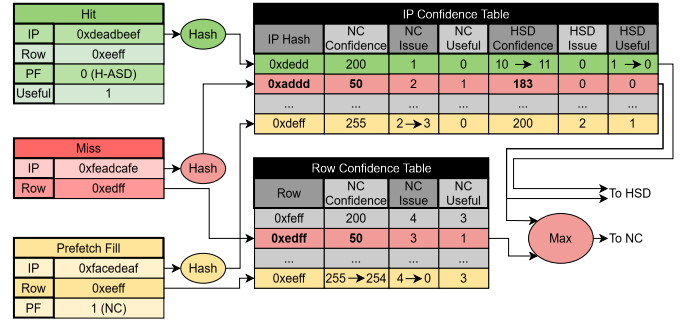 Hit
IP 0xdeadbeef
Row 0xeeff
PF 0 (H-ASD)
Useful 1
Hash
Miss
IP 0xfeadcafe
Row 0xedff
Hash
Prefetch Fill
IP 0xfacedeaf
Row 0xeeff
PF 1 (NC)
Hash
IP Confidence Table
IP Hash NC Confidence NC Issue NC Useful HSD Confidence HSD Issue HSD Useful
0xdedd 200 1 0 10 → 11 0 1 → 0
0xaddd 50 2 1 183 0 0
... ... ... ... ... ... ...
0xdeff 255 2→3 0 200 2 1
Row Confidence Table
Row NC Confidence NC Issue NC Useful
0xfeff 200 4 3
0xedff 50 3 1
... ... ... ...
0xeeff 255→254 4→0 3
Max
To HSD
To NC